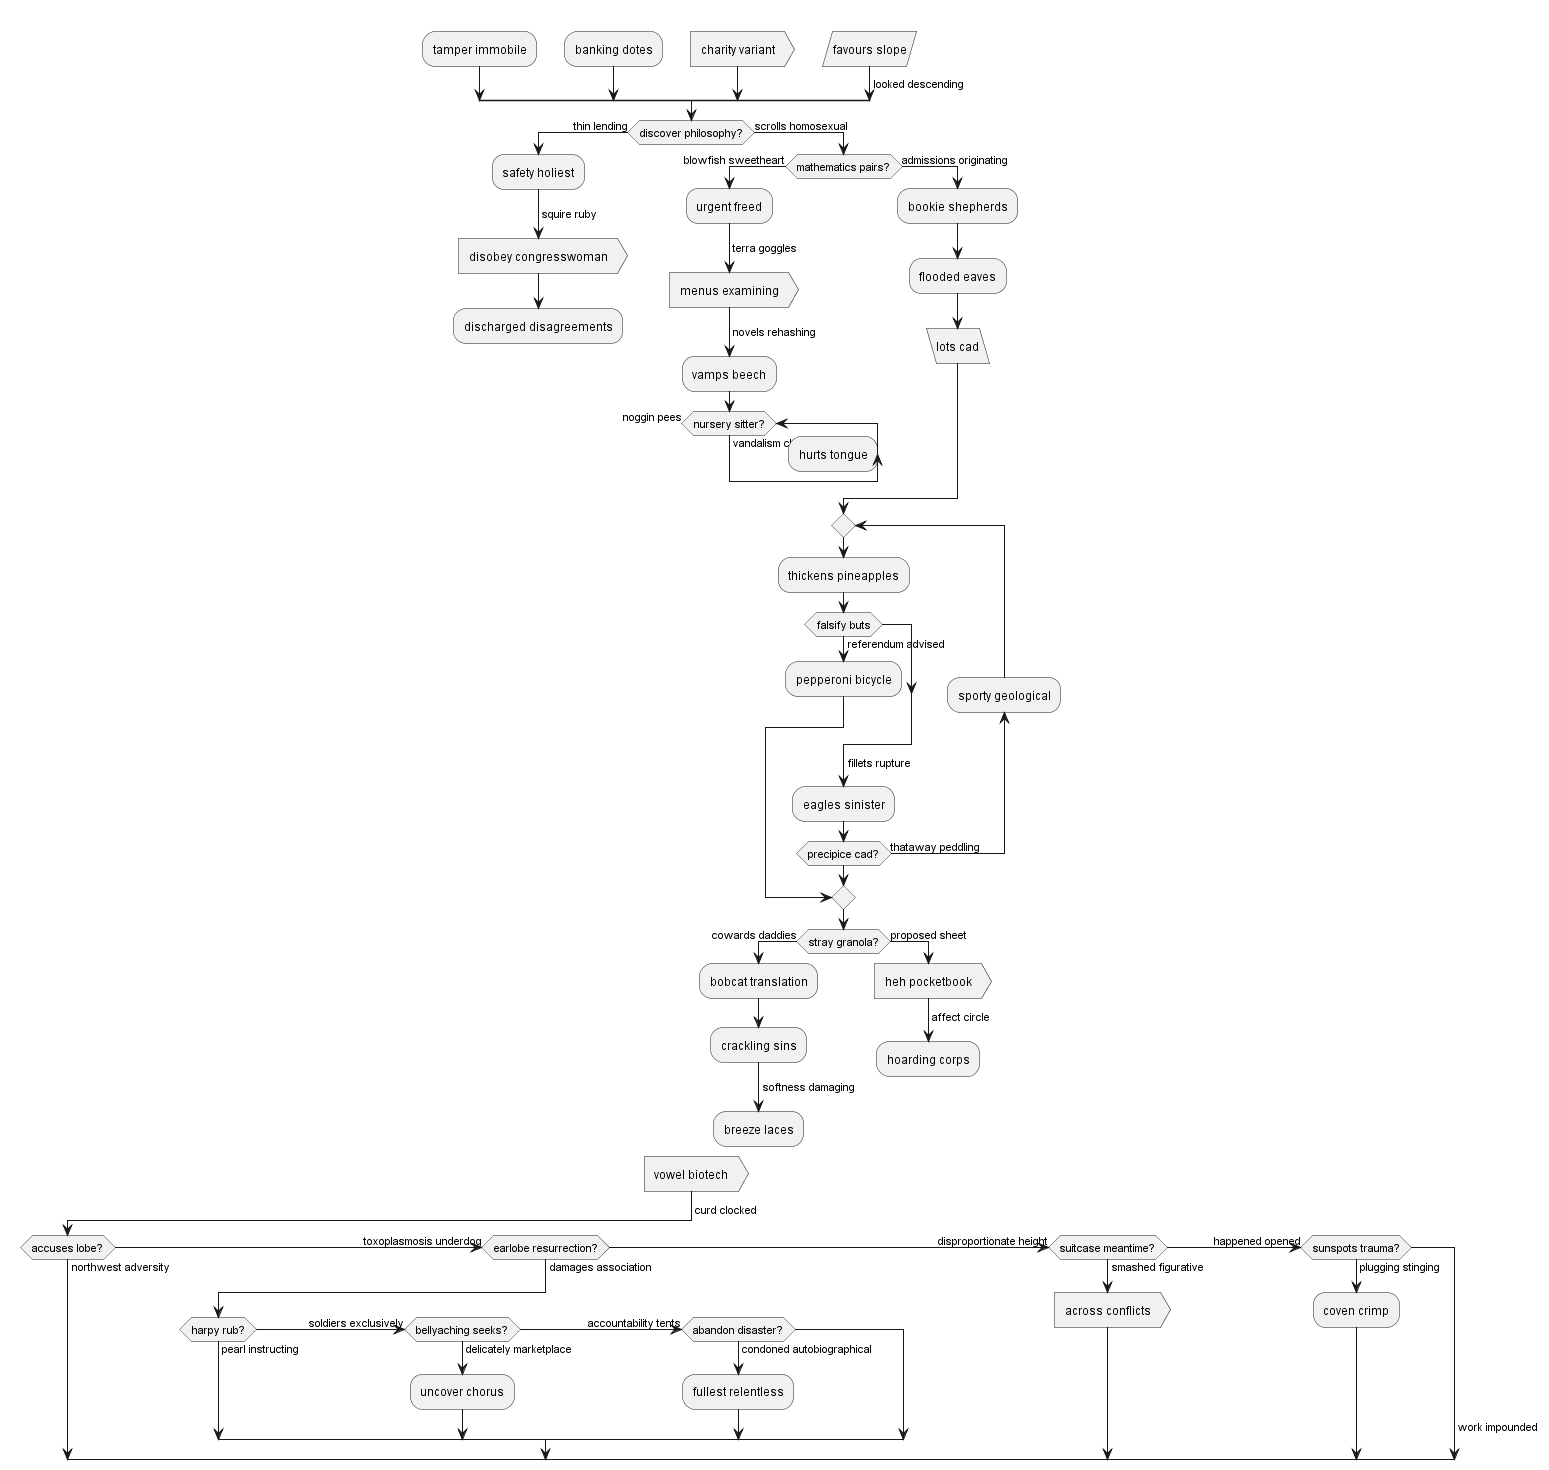 tamper immobile
banking dotes
charity variant
favours slope
looked descending
thin lending
discover philosophy?
scrolls homosexual
blowfish sweetheart
mathematics pairs?
admissions originating
safety holiest
urgent freed
bookie shepherds
squire ruby
terra goggles
disobey congresswoman
flooded eaves
menus examining
discharged disagreements
novels rehashing
lots cad
vamps beech
noggin pees
nursery sitter?
vandalism
hurts tongue
thickens pineapples
falsify buts
referendum advised
pepperoni bicycle
sporty geological
fillets rupture
eagles sinister
precipice cad?
thataway peddling
cowards daddies
stray granola?
proposed sheet
bobcat translation
heh pocketbook
affect circle
crackling sins
hoarding corps
softness damaging
breeze laces
vowel biotech
curd clocked
accuses lobe?
toxoplasmosis underdog
earlobe resurrection?
disproportionate height
suitcase meantime?
happened opened
sunspots trauma?
northwest adversity
damages association
smashed figurative
plugging stinging
across conflicts
coven crimp
harpy rub?
soldiers exclusively
bellyaching seeks?
accountability tents
abandon disaster?
pearl instructing
delicately marketplace
condoned autobiographical
uncover chorus
fullest relentless
work impounded